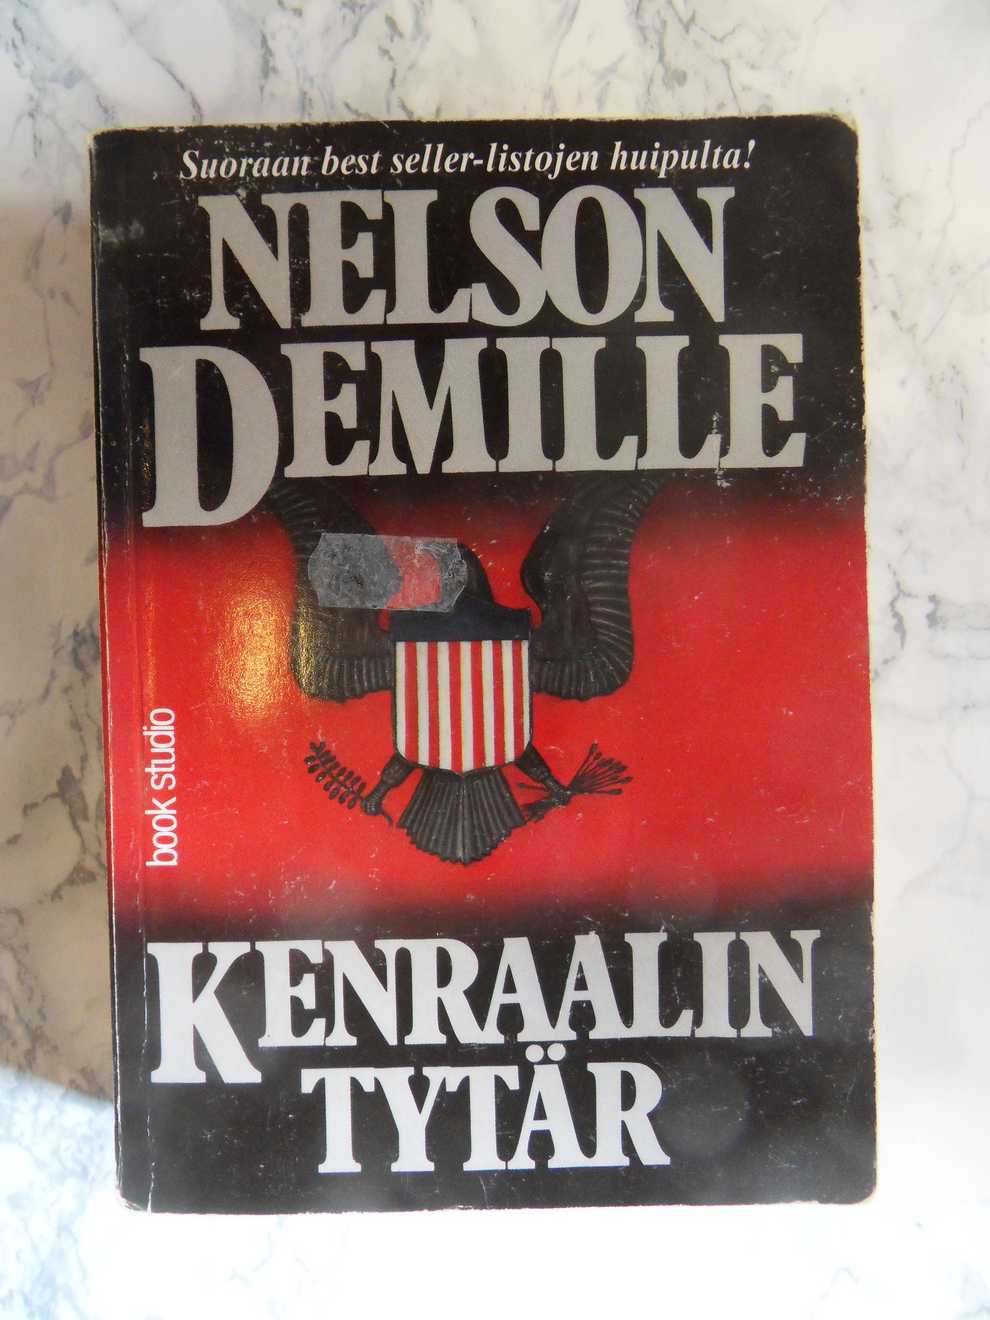 Suoraan best seller-listojen huipulta!
NELSON
DEMILLE
book studio
KENRAALIN
TYTÄR